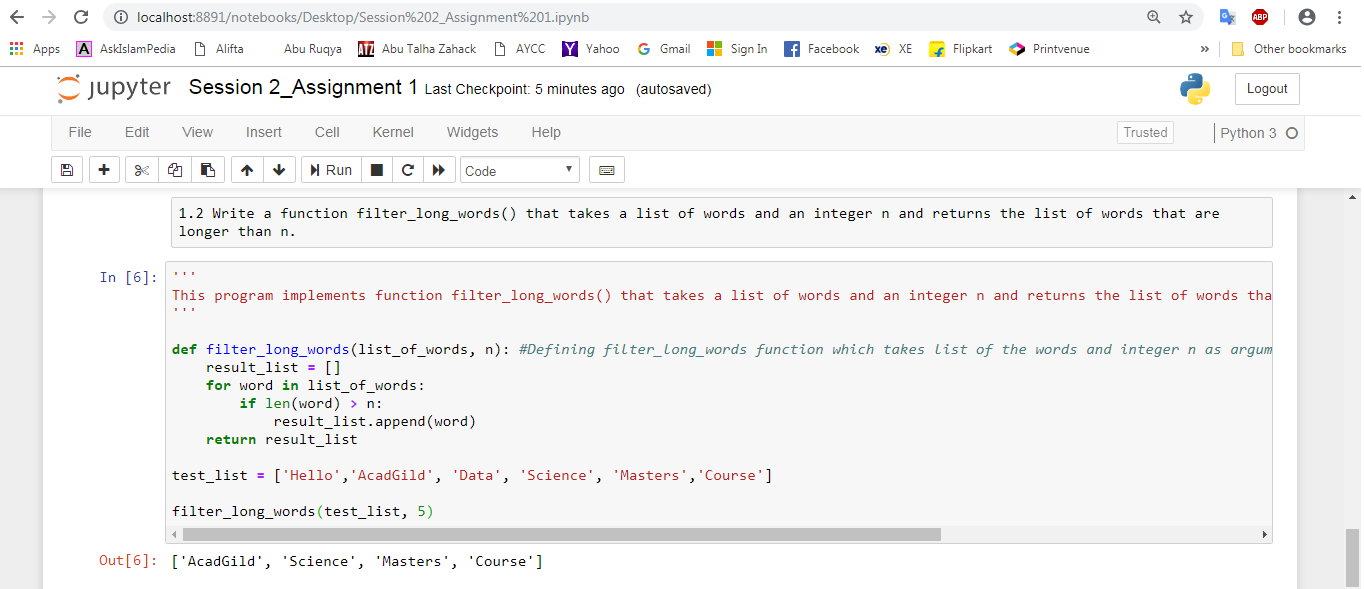 localhost:8891/notebooks/Desktop/Session%202_Assignment%201.ipynb
ABP
Apps A AskIslamPedia Alifta Abu Ruqya Abu Talha Zahack AYCC Yahoo Gmail Sign In Facebook XE Flipkart Printvenue » Other bookmarks
jupyter Session 2_Assignment 1 Last Checkpoint: 5 minutes ago (autosaved) Logout
File Edit View Insert Cell Kernel Widgets Help Trusted Python 3
Run Code
1.2 Write a function filter_long_words() that takes a list of words and an integer n and returns the list of words that are
longer than n.
In [6]: '''
This program implements function filter_long_words() that takes a list of words and an integer n and returns the list of words tha
'''
def filter_long_words(list_of_words, n): #Defining filter_long_words function which takes list of the words and integer n as argum
    result_list = []
    for word in list_of_words:
        if len(word) > n:
            result_list.append(word)
    return result_list
test_list = ['Hello','AcadGild', 'Data', 'Science', 'Masters','Course']
filter_long_words(test_list, 5)
Out[6]: ['AcadGild', 'Science', 'Masters', 'Course']